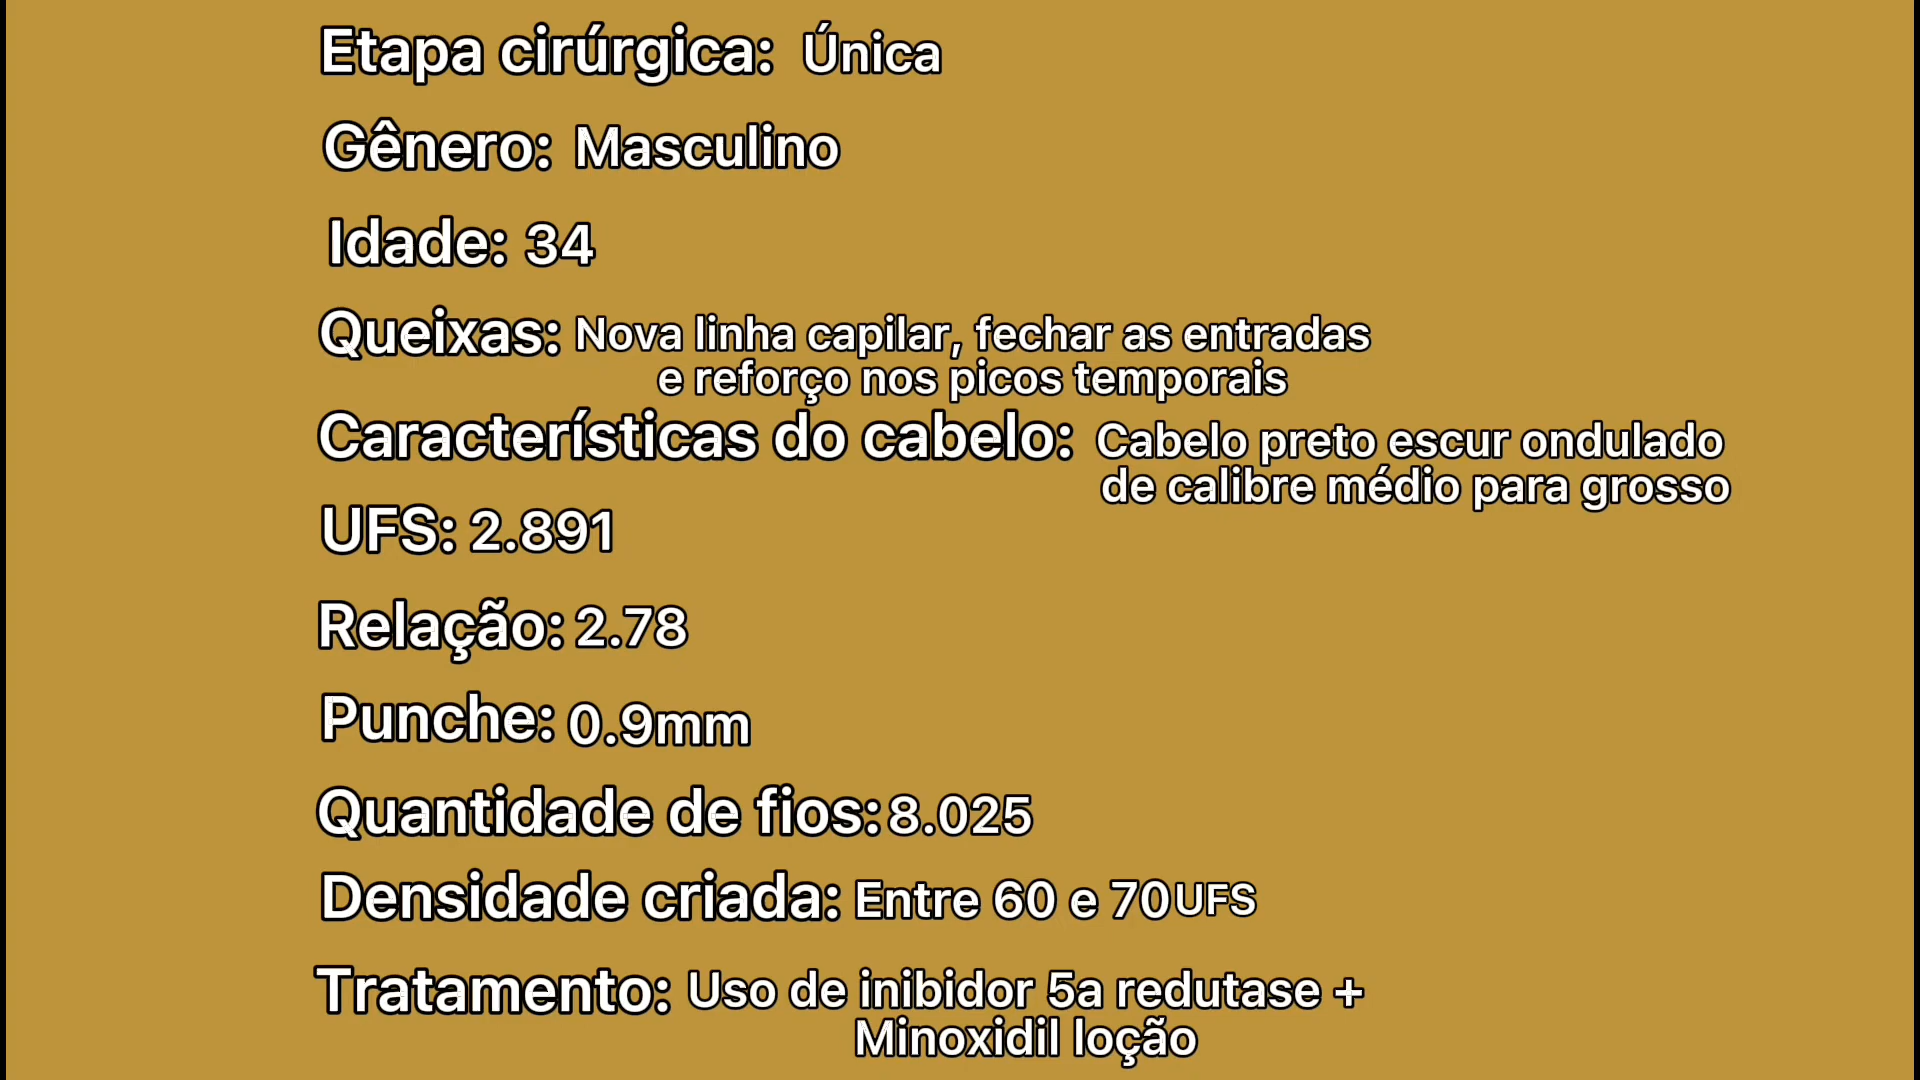 Etapa cirúrgica: Única
Gênero: Masculino
Idade: 34
Queixas: Nova linha capilar, fechar as entradas
e reforço nos picos temporais
Características do cabelo: Cabelo preto escur ondulado
de calibre médio para grosso
UFS: 2.891
Relação: 2.78
Punche: 0.9mm
Quantidade de fios: 8.025
Densidade criada: Entre 60 e 70UFS
Tratamento: Uso de inibidor 5a redutase +
Minoxidil loção